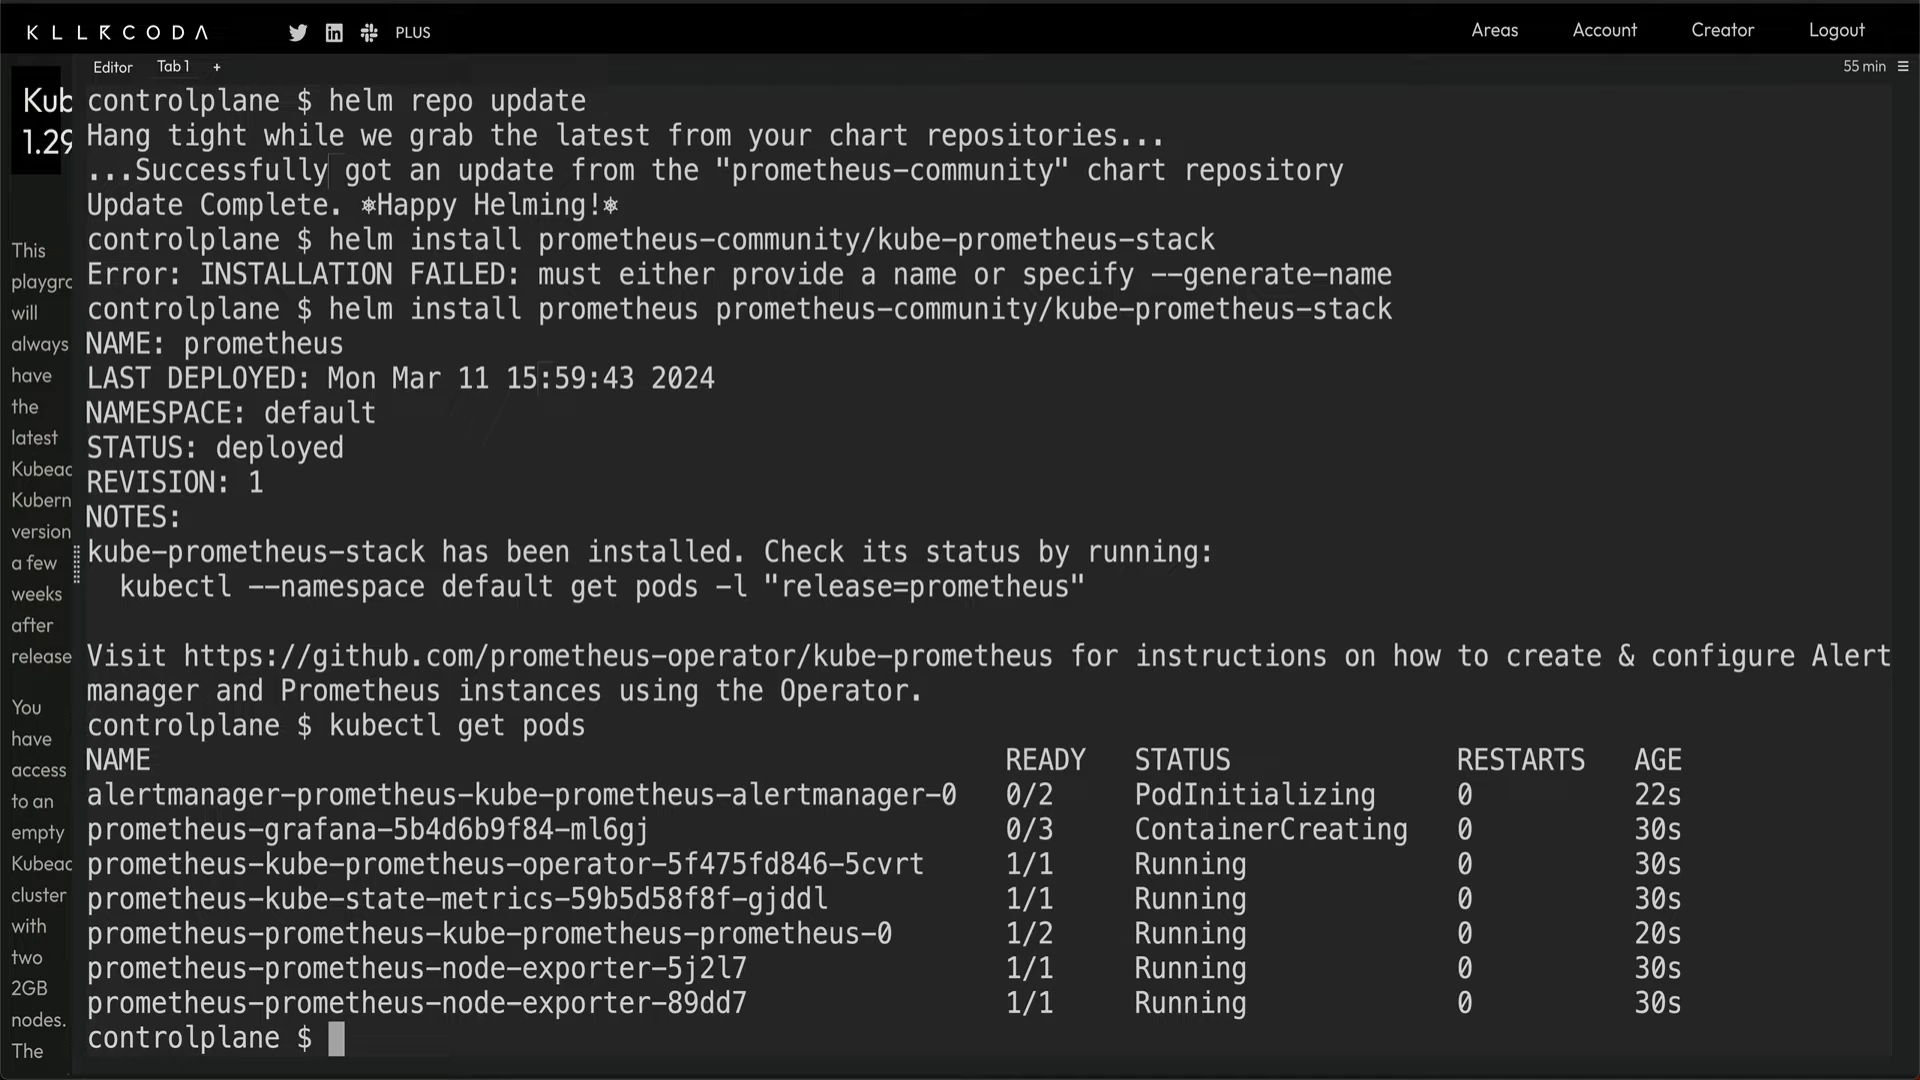 KLLRCODA PLUS Areas Account Creator Logout
Editor Tab 1 + 55 min
Kub
1.29
This
playgro
will
always
have
the
latest
Kubead
Kubern
version
a few
weeks
after
release
You
have
access
to an
empty
Kubead
cluster
with
two
2GB
nodes.
The
controlplane $ helm repo update
Hang tight while we grab the latest from your chart repositories...
...Successfully got an update from the "prometheus-community" chart repository
Update Complete. ⎈Happy Helming!⎈
controlplane $ helm install prometheus-community/kube-prometheus-stack
Error: INSTALLATION FAILED: must either provide a name or specify --generate-name
controlplane $ helm install prometheus prometheus-community/kube-prometheus-stack
NAME: prometheus
LAST DEPLOYED: Mon Mar 11 15:59:43 2024
NAMESPACE: default
STATUS: deployed
REVISION: 1
NOTES:
kube-prometheus-stack has been installed. Check its status by running:
  kubectl --namespace default get pods -l "release=prometheus"
Visit https://github.com/prometheus-operator/kube-prometheus for instructions on how to create & configure Alert
manager and Prometheus instances using the Operator.
controlplane $ kubectl get pods
NAME READY STATUS RESTARTS AGE
alertmanager-prometheus-kube-prometheus-alertmanager-0 0/2 PodInitializing 0 22s
prometheus-grafana-5b4d6b9f84-ml6gj 0/3 ContainerCreating 0 30s
prometheus-kube-prometheus-operator-5f475fd846-5cvrt 1/1 Running 0 30s
prometheus-kube-state-metrics-59b5d58f8f-gjddl 1/1 Running 0 30s
prometheus-prometheus-kube-prometheus-prometheus-0 1/2 Running 0 20s
prometheus-prometheus-node-exporter-5j2l7 1/1 Running 0 30s
prometheus-prometheus-node-exporter-89dd7 1/1 Running 0 30s
controlplane $